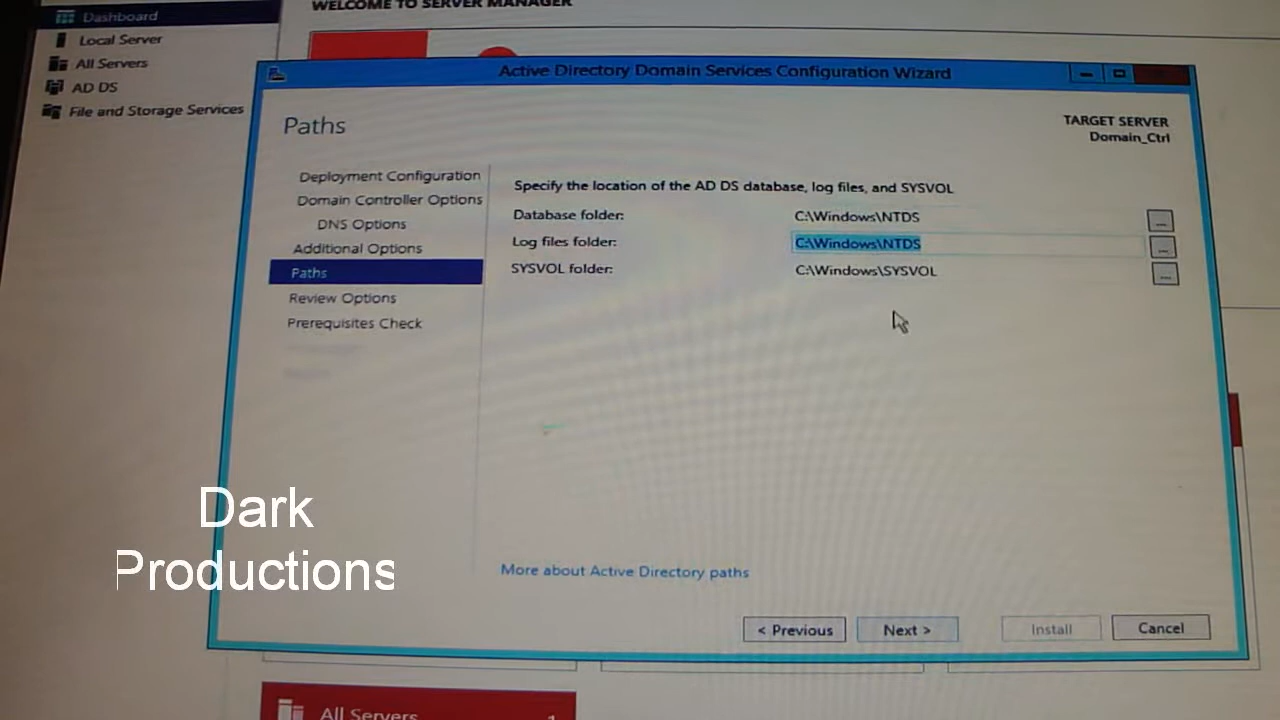 WELCOME TO SERVER MANAGER
Dashboard
Local Server
All Servers
AD DS
File and Storage Services
Active Directory Domain Services Configuration Wizard
Paths
TARGET SERVER
Domain_Ctrl
Deployment Configuration
Domain Controller Options
DNS Options
Additional Options
Paths
Review Options
Prerequisites Check
Specify the location of the AD DS database, log files, and SYSVOL
Database folder: C:\Windows\NTDS ...
Log files folder: C:\Windows\NTDS ...
SYSVOL folder: C:\Windows\SYSVOL ...
More about Active Directory paths
< Previous Next > Install Cancel
Dark
Productions
All Servers 1